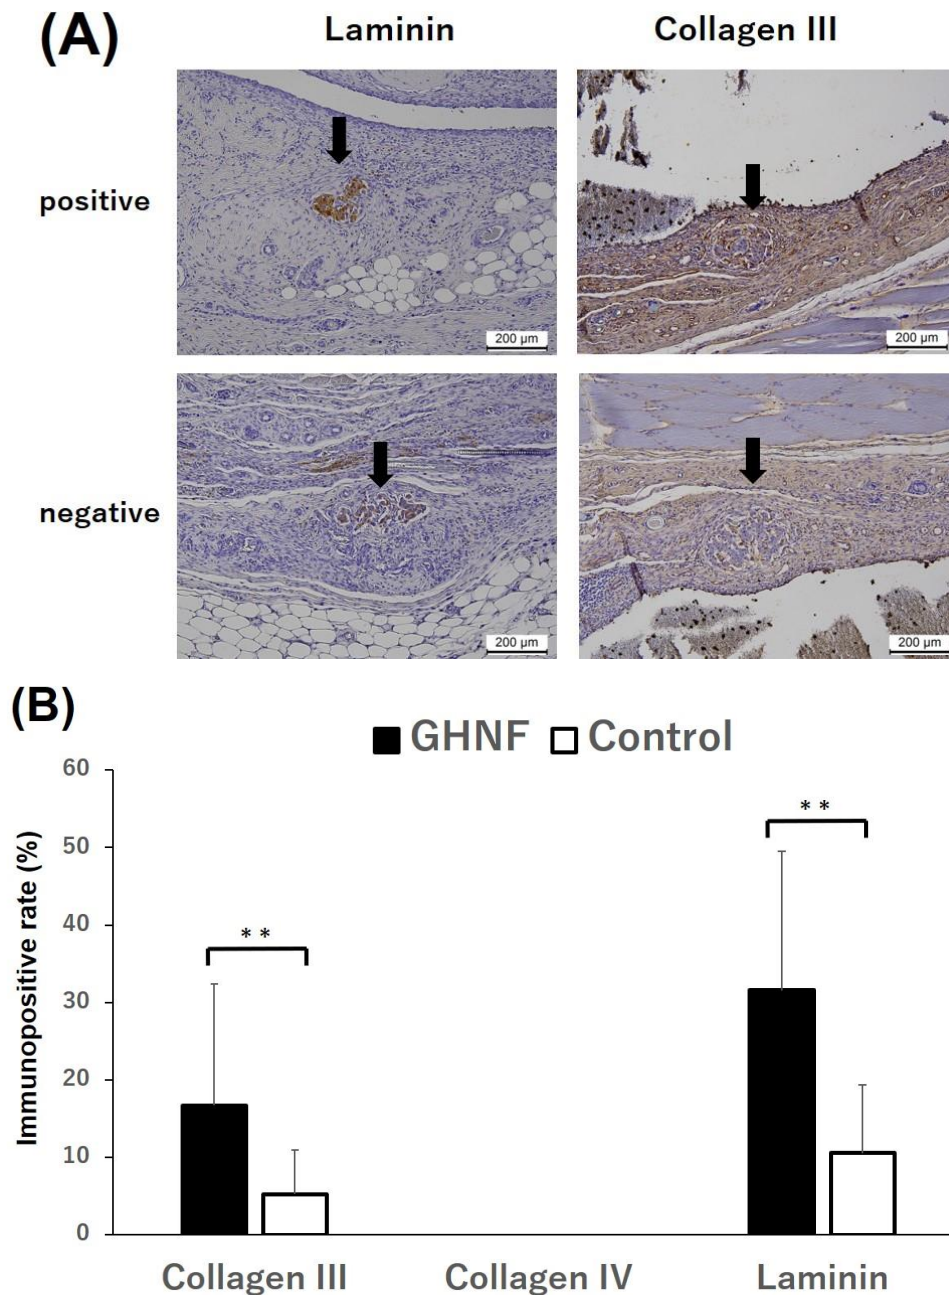 (A)
Laminin Collagen III
positive
200 µm 200 µm
negative
200 µm 200 µm
(B)
GHNF Control
60
50
40
30
20
10
0
Immunopositive rate (%)
**
**
Collagen III Collagen IV Laminin